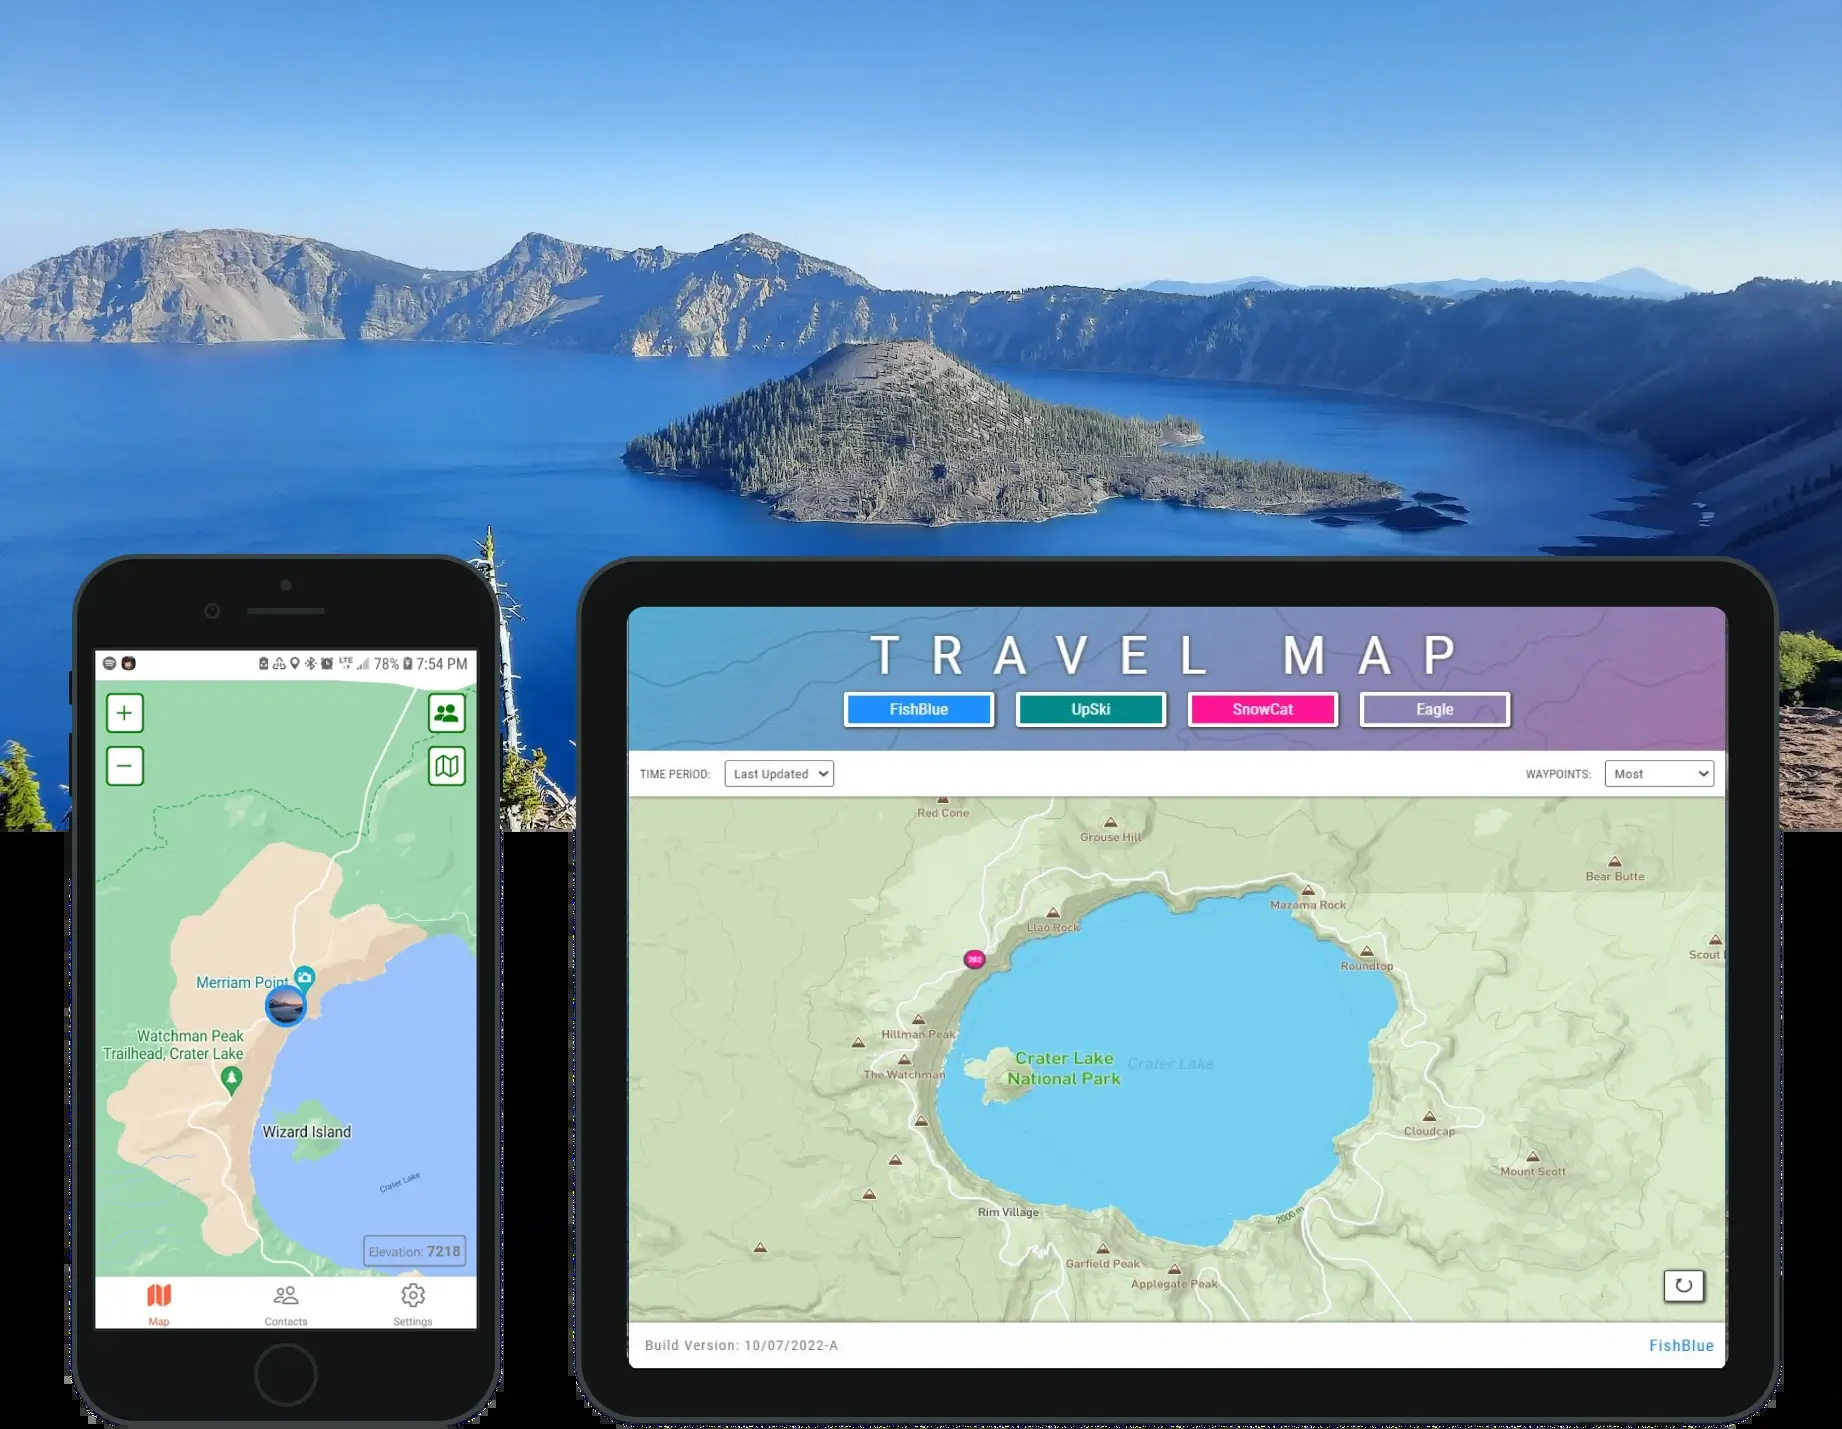 LTE 78% 7:54 PM
Merriam Point
Watchman Peak
Trailhead, Crater Lake
Wizard Island
Crater Lake
Elevation: 7218
Map
Contacts
Settings
TRAVEL MAP
FishBlue
UpSki
SnowCat
Eagle
TIME PERIOD:
Last Updated
WAYPOINTS:
Most
Red Cone
Grouse Hill
Bear Butte
Mazama Rock
Llao Rock
Scout
Roundtop
Hillman Peak
Crater Lake
National Park
Crater Lake
The Watchman
Cloudcap
Mount Scott
Rim Village
2000 m
Garfield Peak
Applegate Peak
Build Version: 10/07/2022-A
FishBlue